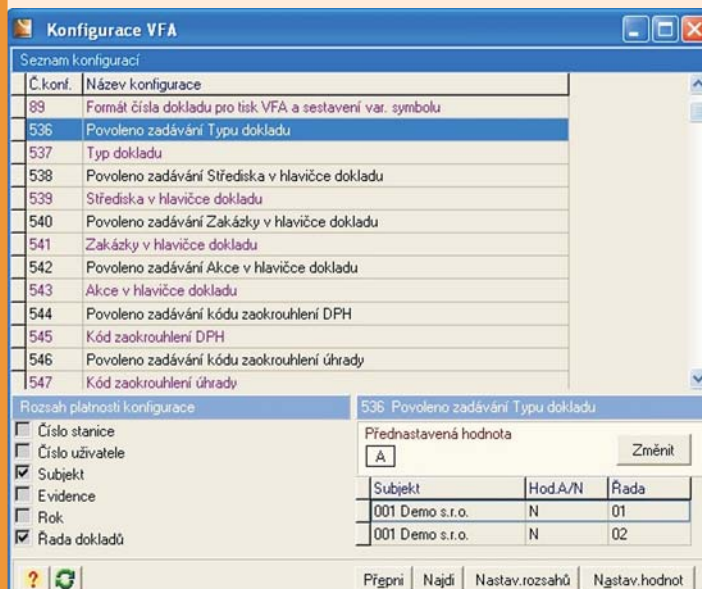 Konfigurace VFA
Seznam konfigurací
Č.konf. Název konfigurace
89 Formát čísla dokladu pro tisk VFA a sestavení var. symbolu
536 Povoleno zadávání Typu dokladu
537 Typ dokladu
538 Povoleno zadávání Střediska v hlavičce dokladu
539 Střediska v hlavičce dokladu
540 Povoleno zadávání Zakázky v hlavičce dokladu
541 Zakázky v hlavičce dokladu
542 Povoleno zadávání Akce v hlavičce dokladu
543 Akce v hlavičce dokladu
544 Povoleno zadávání kódu zaokrouhlení DPH
545 Kód zaokrouhlení DPH
546 Povoleno zadávání kódu zaokrouhlení úhrady
547 Kód zaokrouhlení úhrady
Rozsah platnosti konfigurace
Číslo stanice
Číslo uživatele
Subjekt
Evidence
Rok
Řada dokladů
536 Povoleno zadávání Typu dokladu
Přednastavená hodnota
A Změnit
Subjekt Hod.A/N Řada
001 Demo s.r.o. N 01
001 Demo s.r.o. N 02
? Přepni Najdi Nastav.rozsahů Nastav.hodnot